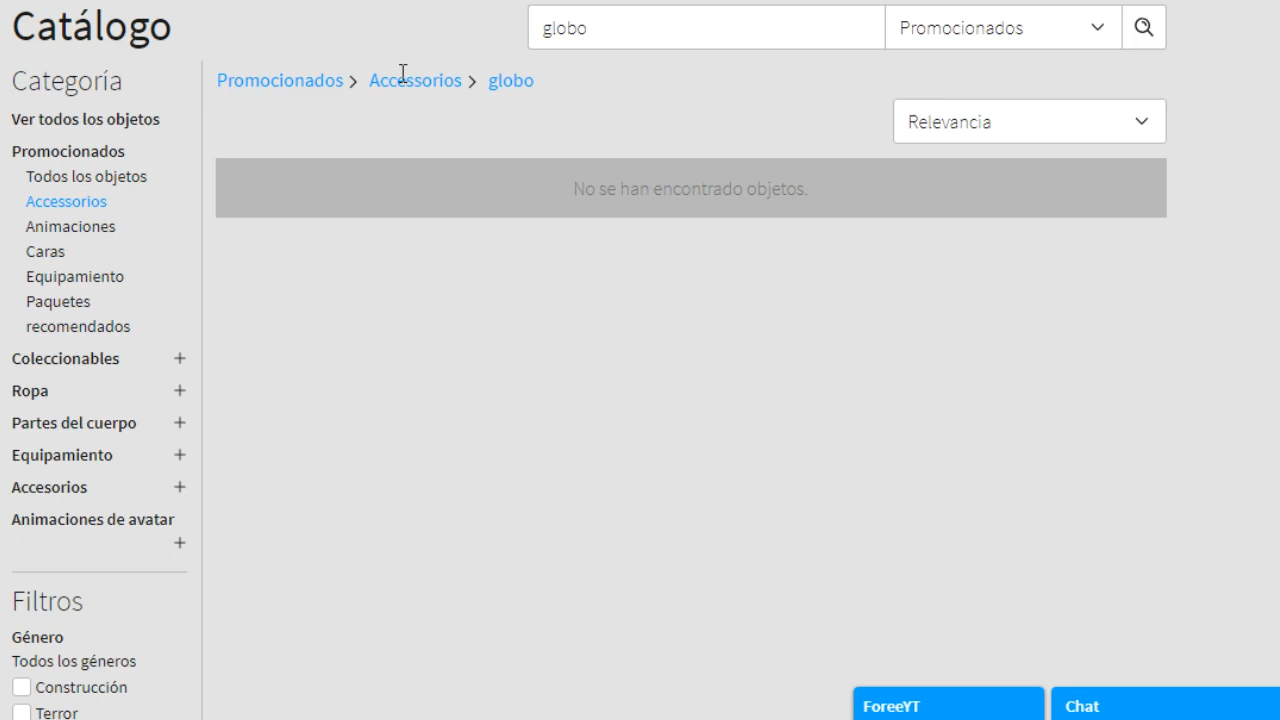 Catálogo
globo
Promocionados
Categoría
Promocionados > Accessorios > globo
Ver todos los objetos
Relevancia
Promocionados
Todos los objetos
No se han encontrado objetos.
Accessorios
Animaciones
Caras
Equipamiento
Paquetes
recomendados
Coleccionables +
Ropa +
Partes del cuerpo +
Equipamiento +
Accesorios +
Animaciones de avatar
+
Filtros
Género
Todos los géneros
Construcción
Terror
ForeeYT
Chat